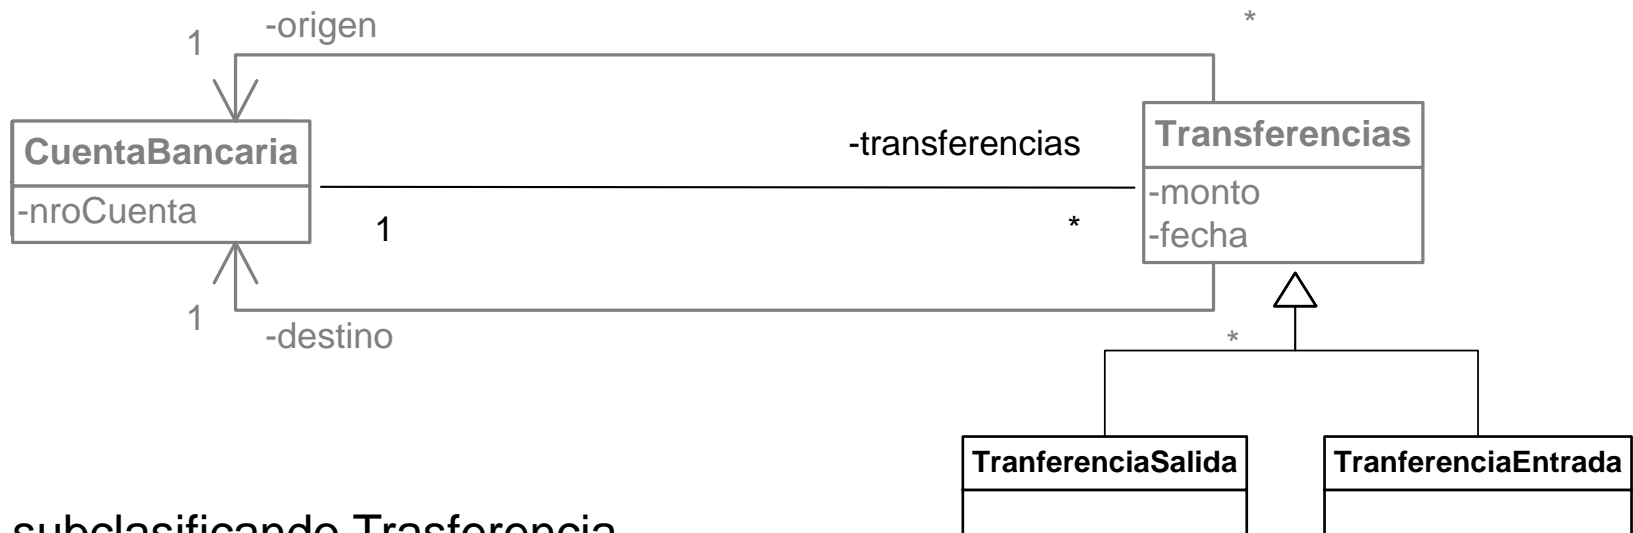 -origen
*
1
CuentaBancaria
-nroCuenta
-transferencias
1
*
Transferencias
-monto
-fecha
1
-destino
*
TranferenciaSalida
TranferenciaEntrada
subclasificando Trasferencia